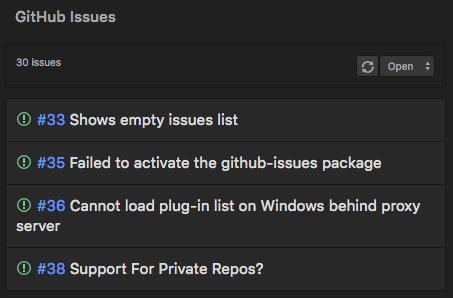 GitHub Issues
30 issues
Open
#33 Shows empty issues list
#35 Failed to activate the github-issues package
#36 Cannot load plug-in list on Windows behind proxy
server
#38 Support For Private Repos?